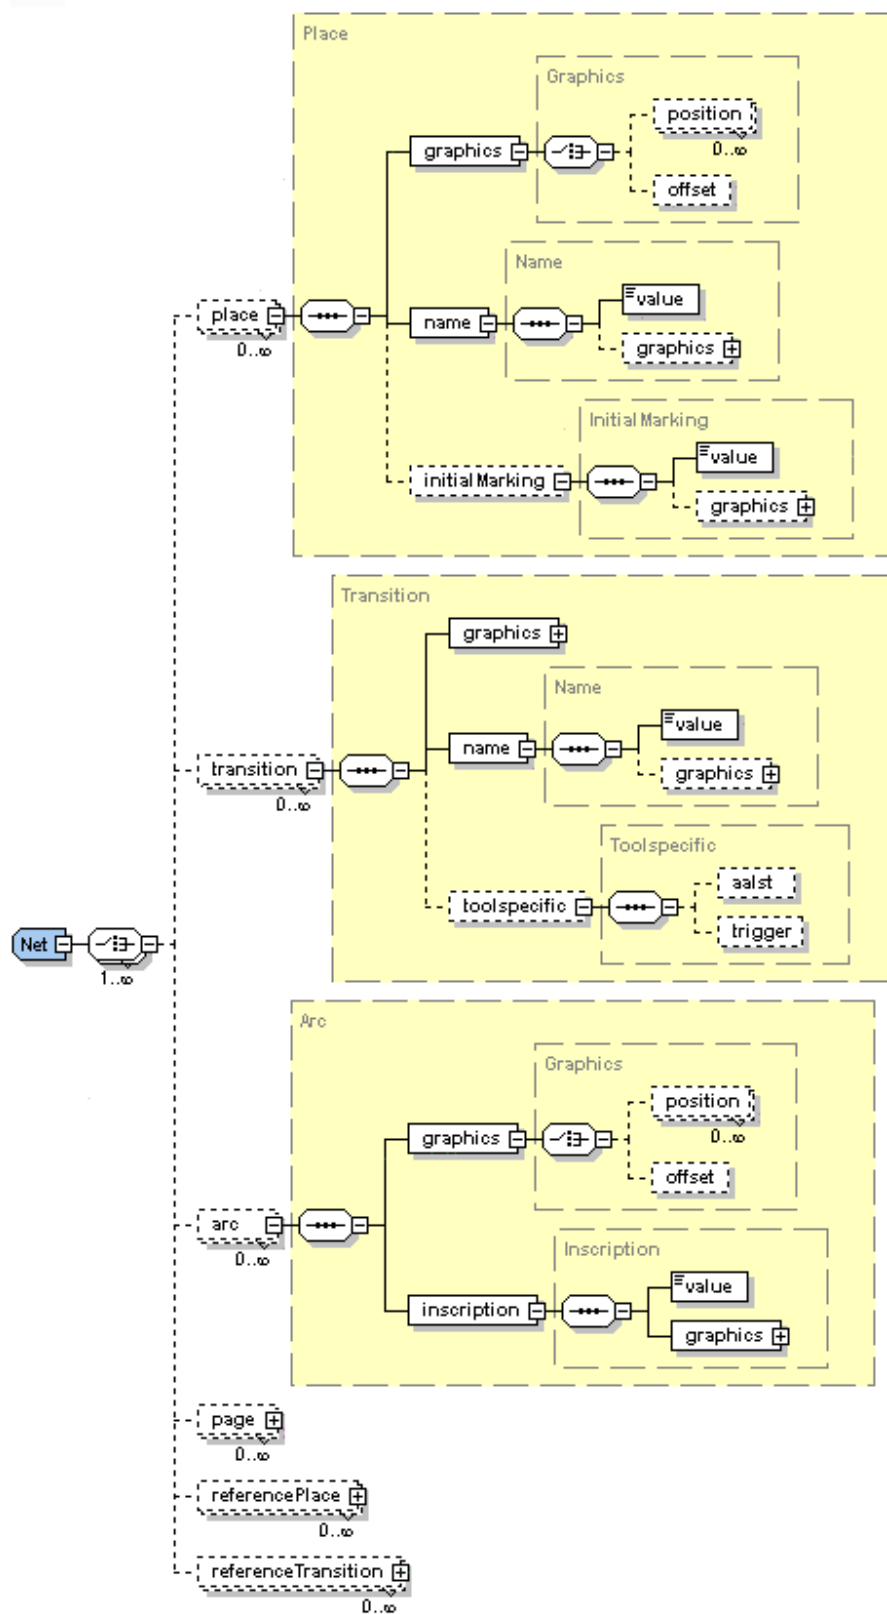 Place
Graphics
position
0..∞
graphics
offset
Name
value
place
0..∞
name
graphics
Initial Marking
value
initialMarking
graphics
Transition
graphics
Name
value
name
transition
0..∞
graphics
Toolspecific
aalst
toolspecific
trigger
Net
1..∞
Arc
Graphics
position
0..∞
graphics
offset
arc
0..∞
Inscription
value
inscription
graphics
page
0..∞
referencePlace
0..∞
referenceTransition
0..∞